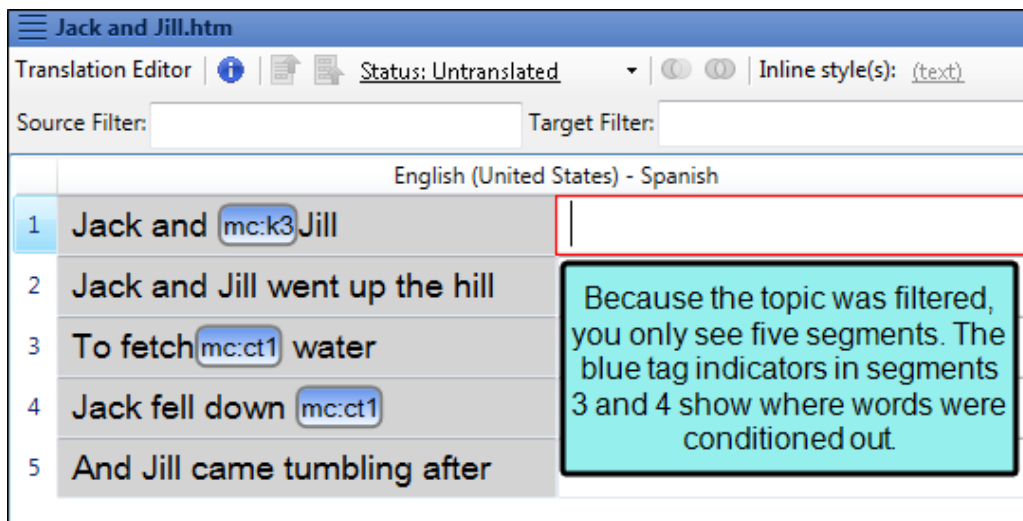 Jack and Jill.htm
Translation Editor Status: Untranslated Inline style(s): (text)
Source Filter: Target Filter:
English (United States) - Spanish
1 Jack and mc:k3 Jill
2 Jack and Jill went up the hill
3 To fetch mc:ct1 water
4 Jack fell down mc:ct1
5 And Jill came tumbling after
Because the topic was filtered,
you only see five segments. The
blue tag indicators in segments
3 and 4 show where words were
conditioned out.